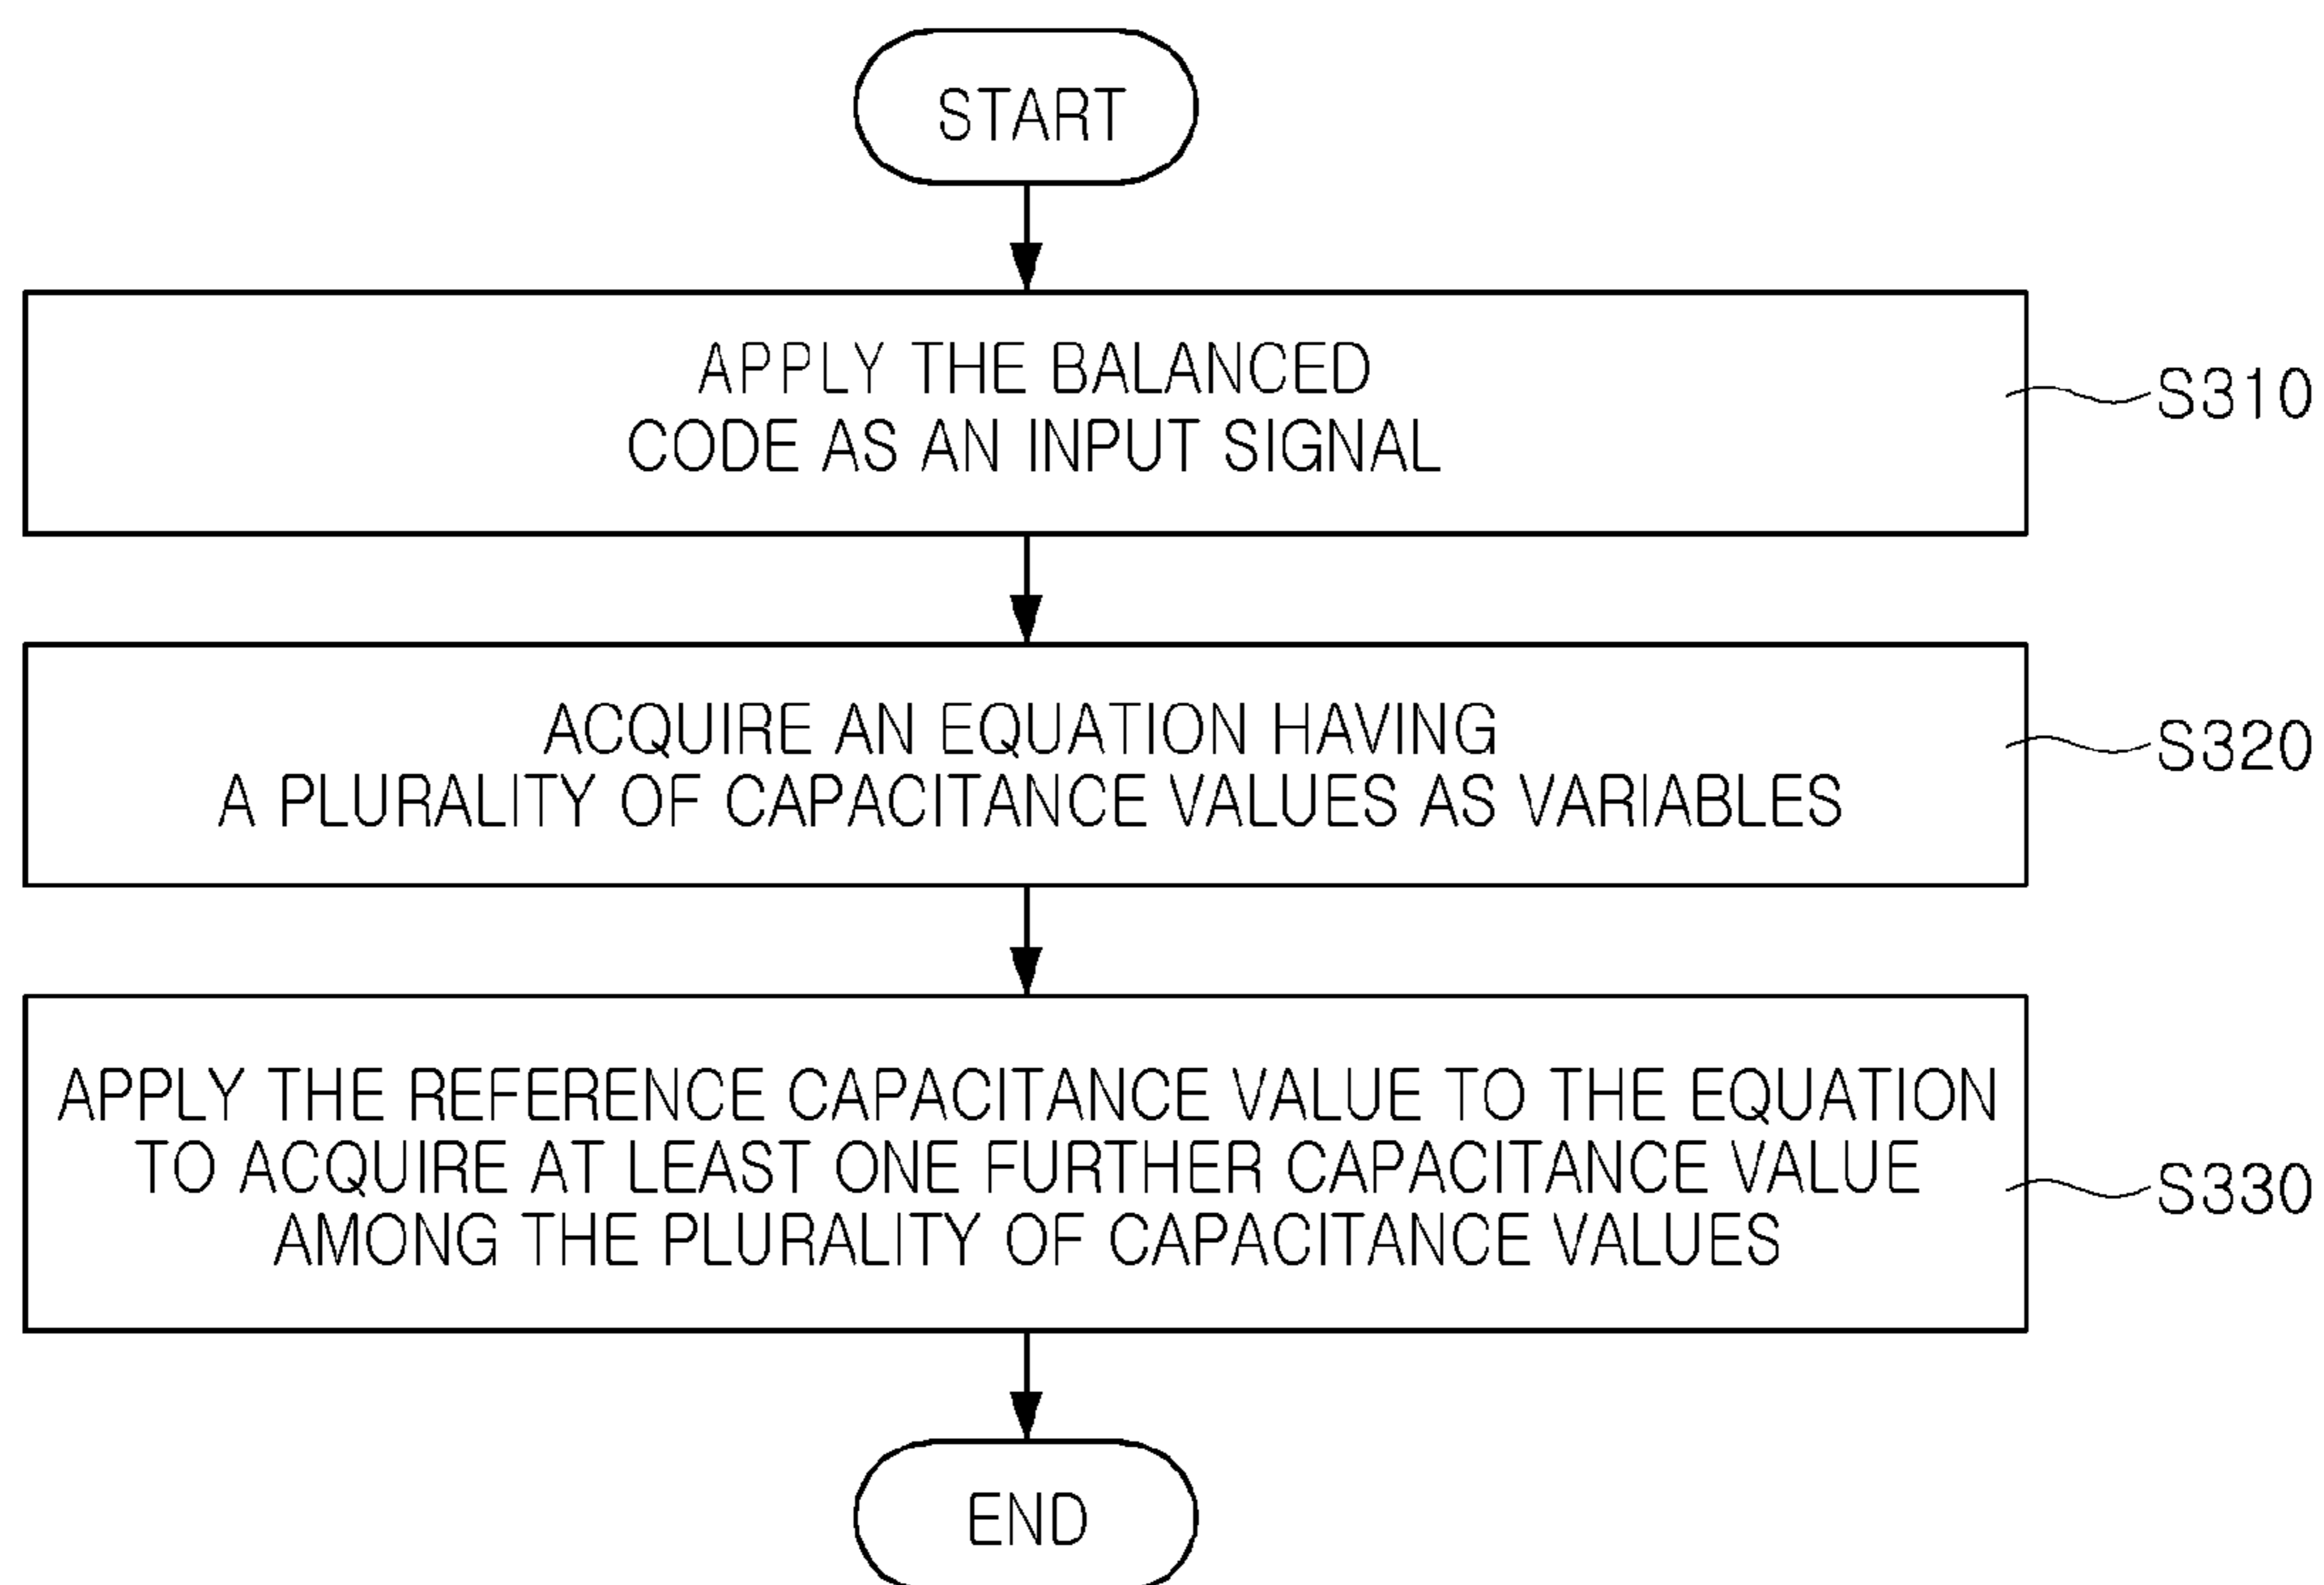 START
APPLY THE BALANCED
CODE AS AN INPUT SIGNAL
S310
ACQUIRE AN EQUATION HAVING
A PLURALITY OF CAPACITANCE VALUES AS VARIABLES
S320
APPLY THE REFERENCE CAPACITANCE VALUE TO THE EQUATION
TO ACQUIRE AT LEAST ONE FURTHER CAPACITANCE VALUE
AMONG THE PLURALITY OF CAPACITANCE VALUES
S330
END